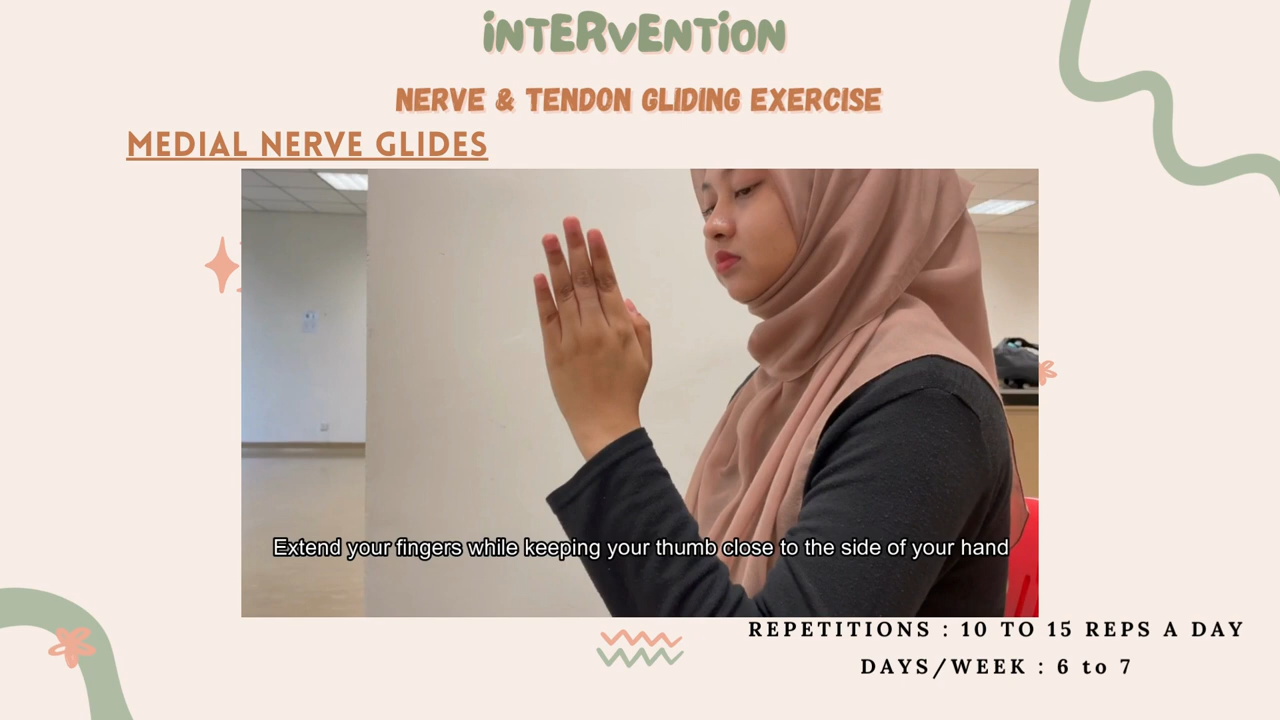 iNTERVENTiON
NERVE & TENDON GLIDING EXERCISE
MEDIAL NERVE GLIDES
Extend your fingers while keeping your thumb close to the side of your hand
REPETITIONS : 10 TO 15 REPS A DAY
DAYS/WEEK : 6 to 7